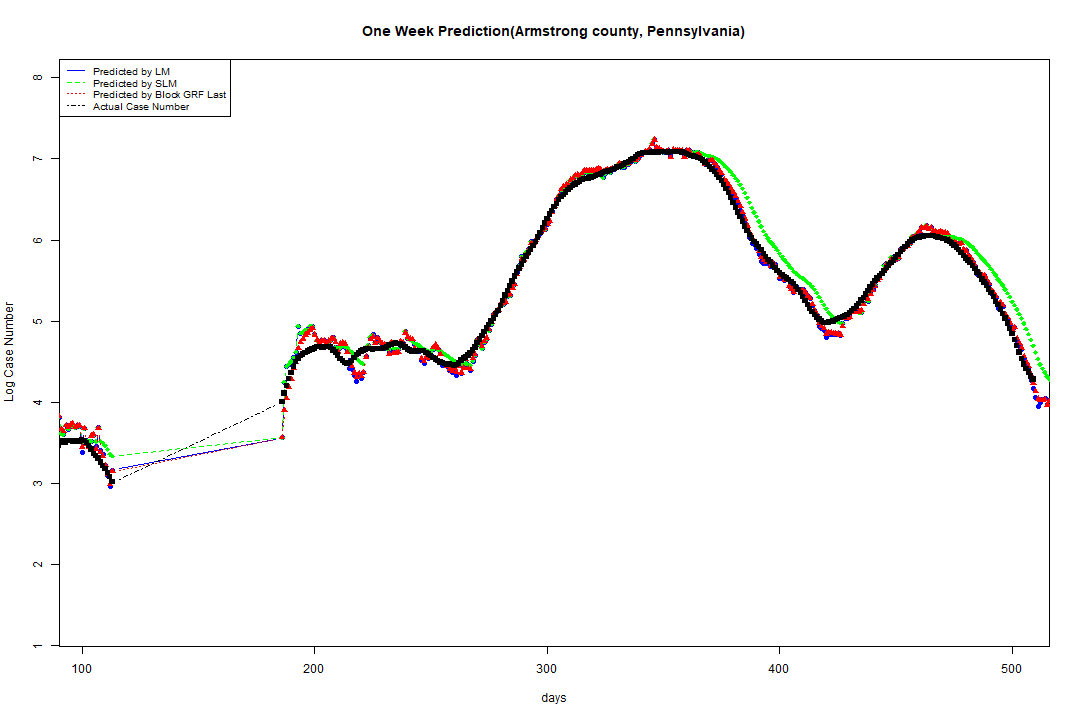 One Week Prediction(Armstrong county, Pennsylvania)
Predicted by LM
Predicted by SLM
Predicted by Block GRF Last
Actual Case Number
8
7
6
5
4
3
2
1
Log Case Number
100 200 300 400 500
days